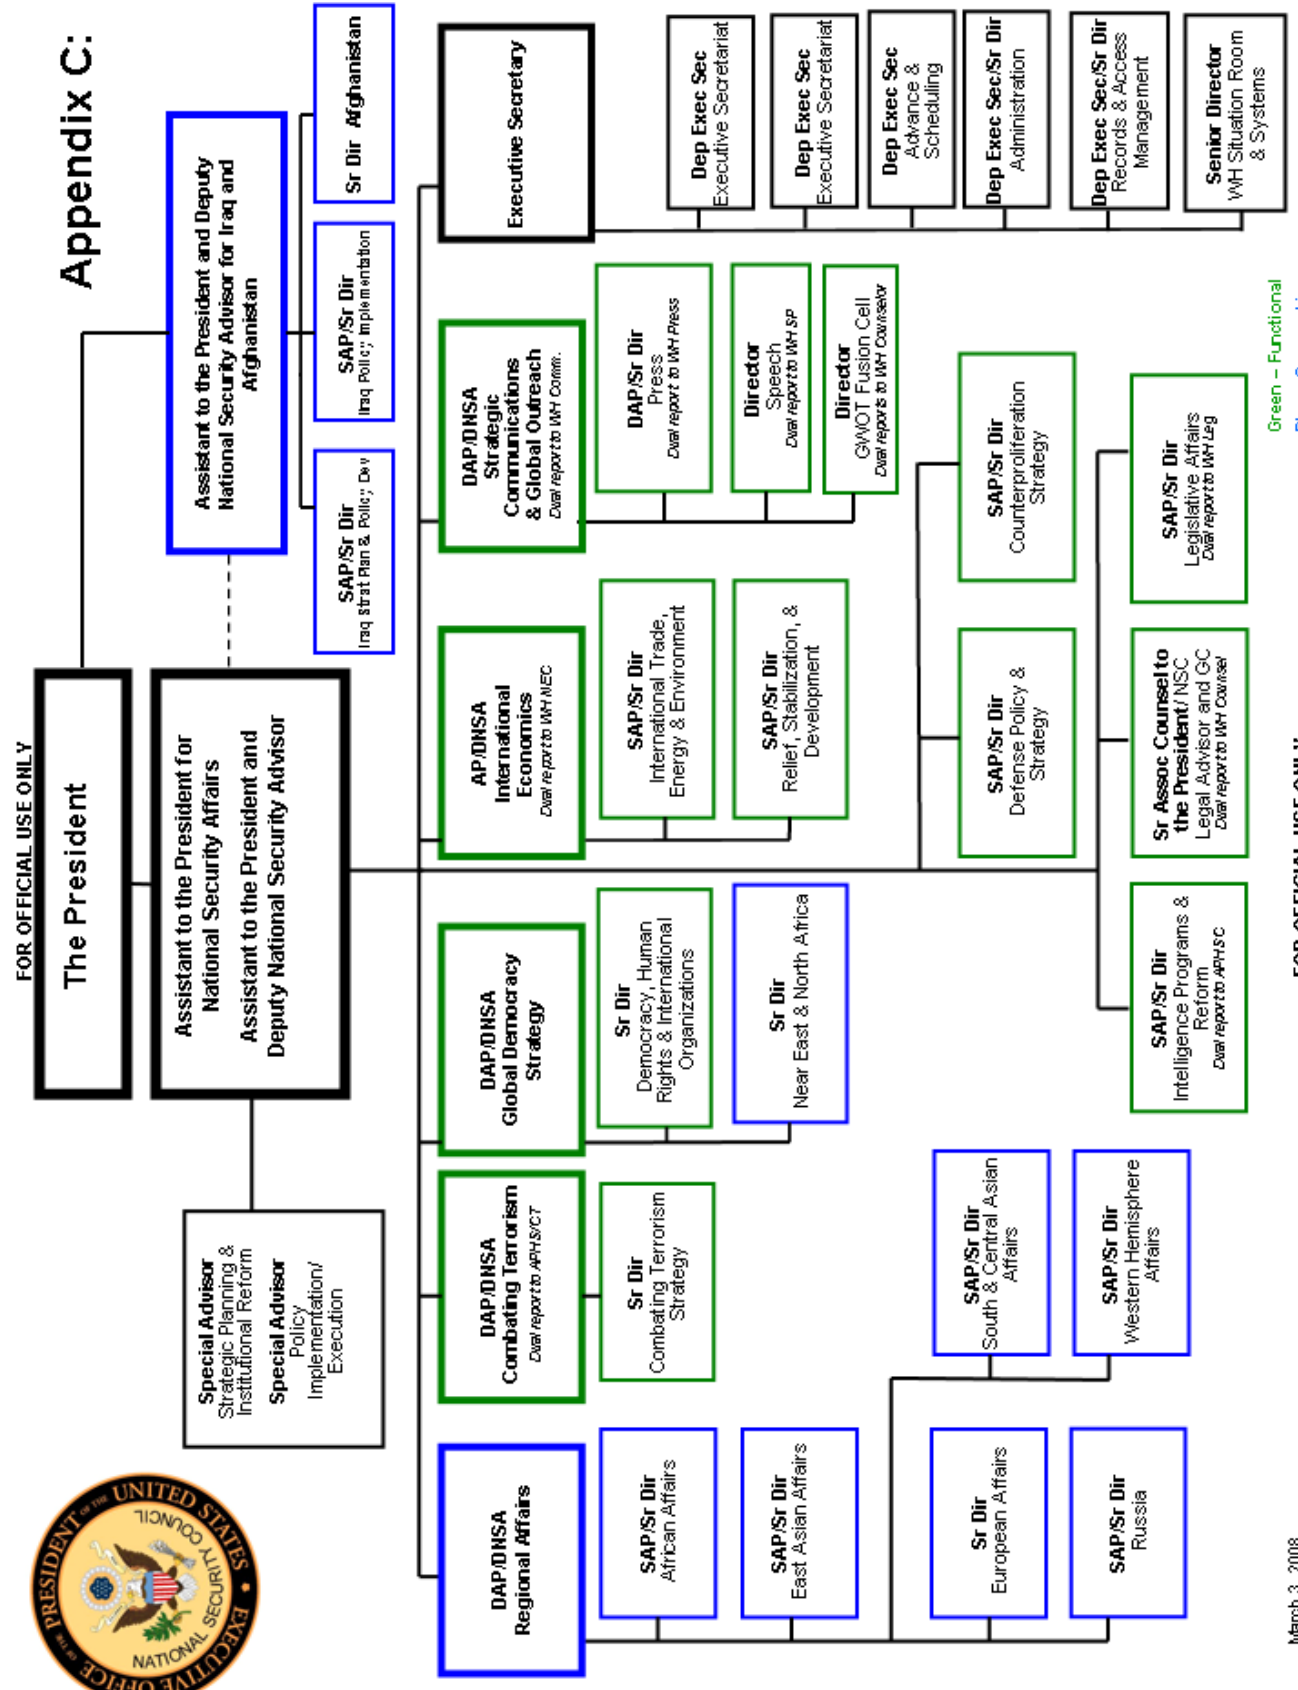 FOR OFFICIAL USE ONLY
Appendix C:
PRESIDENT OF THE UNITED STATES
EXECUTIVE OFFICE OF THE
NATIONAL SECURITY COUNCIL
The President
Assistant to the President for
National Security Affairs
Assistant to the President and
Deputy National Security Advisor
Assistant to the President and Deputy
National Security Advisor for Iraq and
Afghanistan
Special Advisor
Strategic Planning &
Institutional Reform
Special Advisor
Policy
Implementation/
Execution
SAP/Sr Dir
Iraq Strat Plan & Policy Dev
SAP/Sr Dir
Iraq Policy Implementation
Sr Dir Afghanistan
DAP/DNSA
Regional Affairs
SAP/Sr Dir
African Affairs
SAP/Sr Dir
East Asian Affairs
Sr Dir
European Affairs
SAP/Sr Dir
Russia
SAP/Sr Dir
South & Central Asian
Affairs
SAP/Sr Dir
Western Hemisphere
Affairs
DAP/DNSA
Combating Terrorism
Dual report to APHS/CT
Sr Dir
Combating Terrorism
Strategy
DAP/DNSA
Global Democracy
Strategy
Sr Dir
Democracy, Human
Rights & International
Organizations
Sr Dir
Near East & North Africa
AP/DNSA
International
Economics
Dual report to WH NEC
SAP/Sr Dir
International Trade,
Energy & Environment
SAP/Sr Dir
Relief, Stabilization, &
Development
DAP/DNSA
Strategic
Communications
& Global Outreach
Dual report to WH Comm.
DAP/Sr Dir
Press
Dual report to WH Press
Director
Speech
Dual report to WH SP
Director
GWOT Fusion Cell
Dual reports to WH Counselor
Executive Secretary
Dep Exec Sec
Executive Secretariat
Dep Exec Sec
Executive Secretariat
Dep Exec Sec
Advance &
Scheduling
Dep Exec Sec/Sr Dir
Administration
Dep Exec Sec/Sr Dir
Records & Access
Management
Senior Director
WH Situation Room
& Systems
SAP/Sr Dir
Defense Policy &
Strategy
SAP/Sr Dir
Counterproliferation
Strategy
SAP/Sr Dir
Intelligence Programs &
Reform
Dual report to APHSC
Sr Assoc Counsel to
the President/ NSC
Legal Advisor and GC
Dual report to WH Counsel
SAP/Sr Dir
Legislative Affairs
Dual report to WH Leg
Green – Functional
March 3, 2008
FOR OFFICIAL USE ONLY